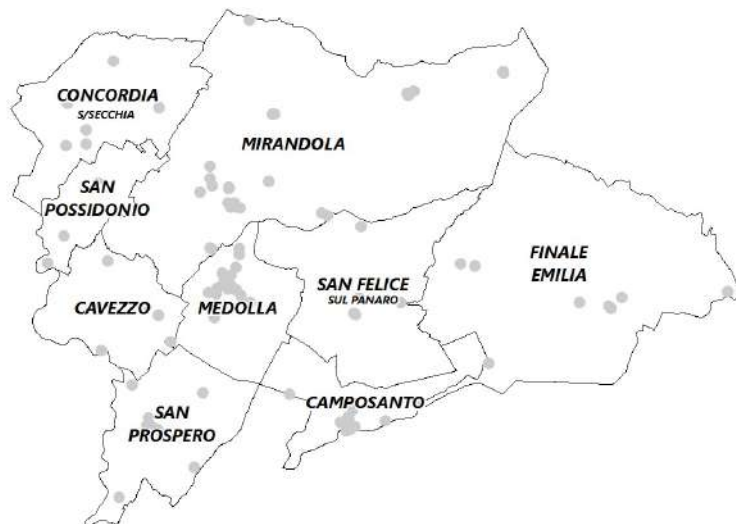 CONCORDIA
S/SECCHIA
MIRANDOLA
SAN
POSSIDONIO
FINALE
EMILIA
SAN FELICE
SUL PANARO
CAVEZZO
MEDOLLA
CAMPOSANTO
SAN
PROSPERO